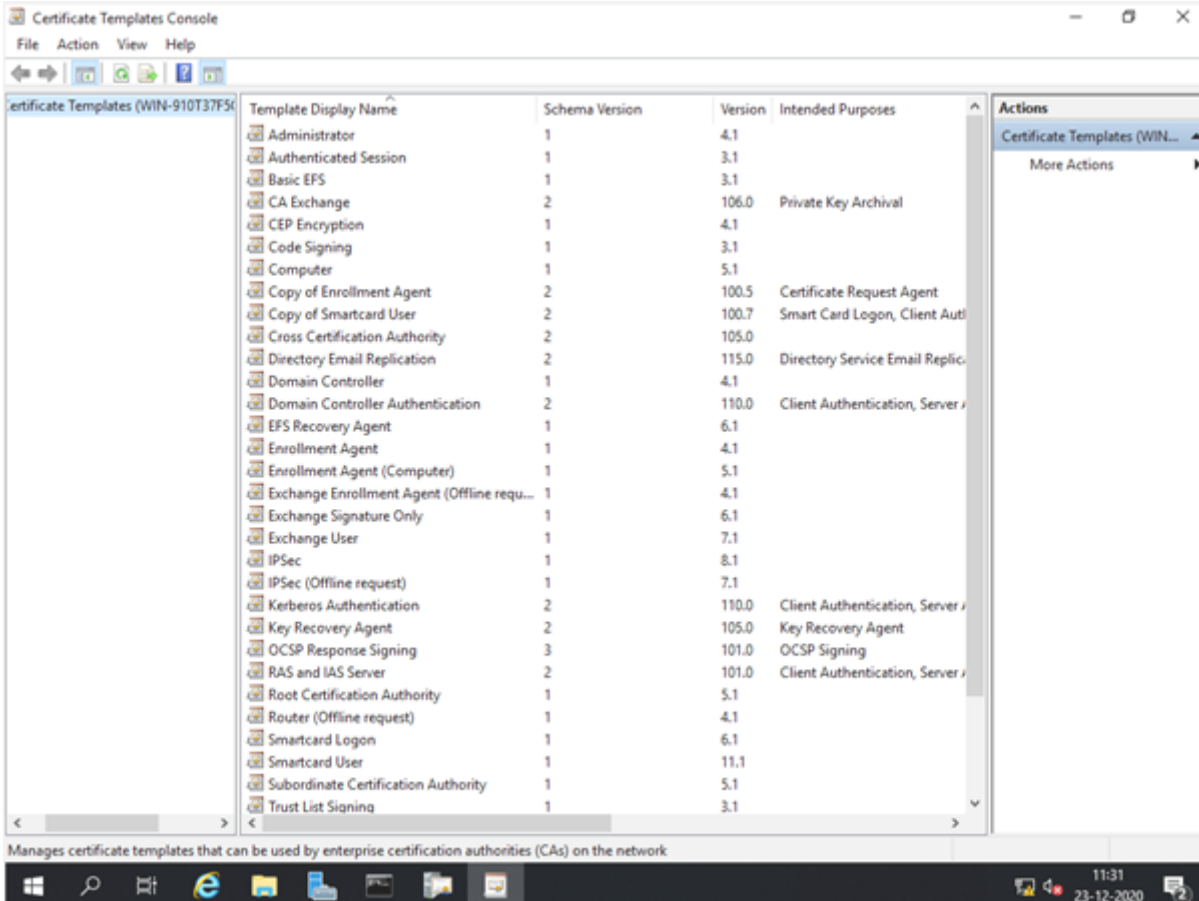 Certificate Templates Console
File Action View Help
ertificate Templates (WIN-910T37F5
Template Display Name Schema Version Version Intended Purposes
Administrator 1 4.1
Authenticated Session 1 3.1
Basic EFS 1 3.1
CA Exchange 2 106.0 Private Key Archival
CEP Encryption 1 4.1
Code Signing 1 3.1
Computer 1 5.1
Copy of Enrollment Agent 2 100.5 Certificate Request Agent
Copy of Smartcard User 2 100.7 Smart Card Logon, Client Aut
Cross Certification Authority 2 105.0
Directory Email Replication 2 115.0 Directory Service Email Replic
Domain Controller 1 4.1
Domain Controller Authentication 2 110.0 Client Authentication, Server
EFS Recovery Agent 1 6.1
Enrollment Agent 1 4.1
Enrollment Agent (Computer) 1 5.1
Exchange Enrollment Agent (Offline requ... 1 4.1
Exchange Signature Only 1 6.1
Exchange User 1 7.1
IPSec 1 8.1
IPSec (Offline request) 1 7.1
Kerberos Authentication 2 110.0 Client Authentication, Server
Key Recovery Agent 2 105.0 Key Recovery Agent
OCSP Response Signing 3 101.0 OCSP Signing
RAS and IAS Server 2 101.0 Client Authentication, Server
Root Certification Authority 1 5.1
Router (Offline request) 1 4.1
Smartcard Logon 1 6.1
Smartcard User 1 11.1
Subordinate Certification Authority 1 5.1
Trust List Signing 1 3.1
Actions
Certificate Templates (WIN...
More Actions
Manages certificate templates that can be used by enterprise certification authorities (CAs) on the network
11:31
23-12-2020
2